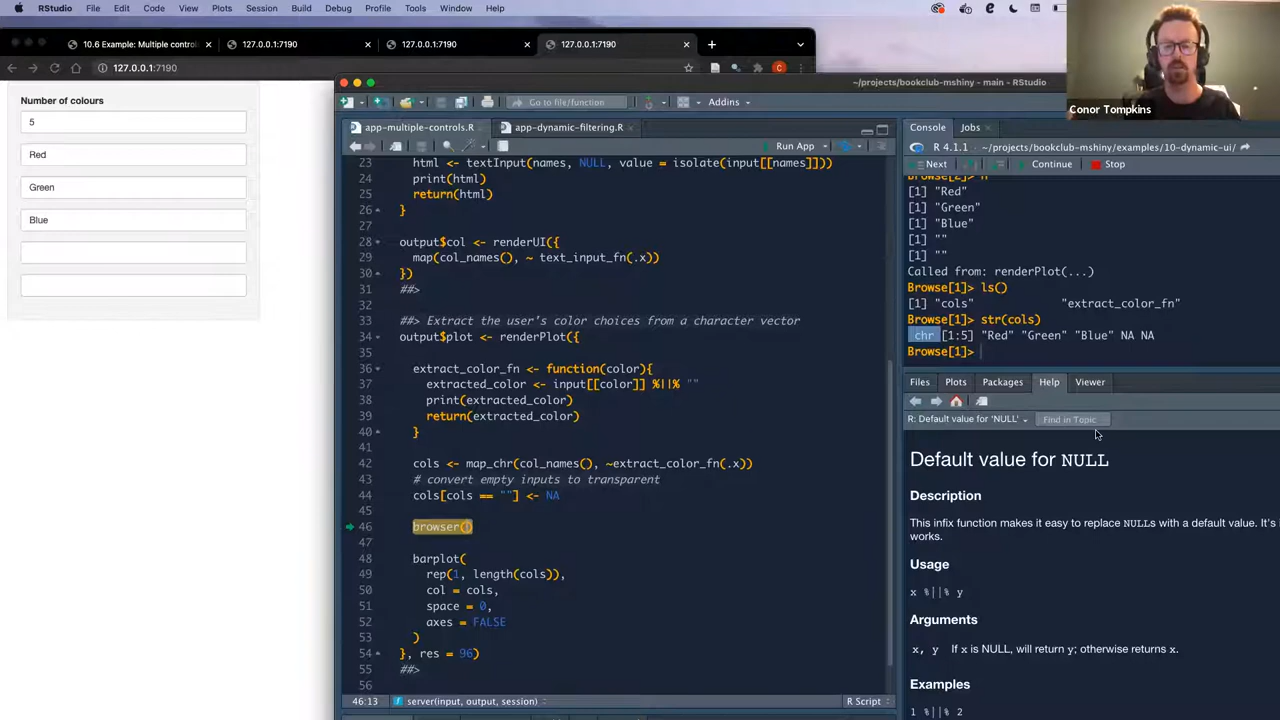 RStudio File Edit Code View Plots Session Build Debug Profile Tools Window Help
10.6 Example: Multiple contro
127.0.0.1:7190
127.0.0.1:7190
127.0.0.1:7190
127.0.0.1:7190
Number of colours
5
Red
Green
Blue
~/projects/bookclub-mshiny - main - RStudio
Go to file/function
Addins
app-multiple-controls.R
app-dynamic-filtering.R
Run App
23 html <- textInput(names, NULL, value = isolate(input[[names]]))
24 print(html)
25 return(html)
26 }
27
28 output$col <- renderUI({
29 map(col_names(), ~ text_input_fn(.x))
30 })
31 ##>
32
33 ##> Extract the user's color choices from a character vector
34 output$plot <- renderPlot({
35
36 extract_color_fn <- function(color){
37 extracted_color <- input[[color]] %||% ""
38 print(extracted_color)
39 return(extracted_color)
40 }
41
42 cols <- map_chr(col_names(), ~extract_color_fn(.x))
43 # convert empty inputs to transparent
44 cols[cols == ""] <- NA
45
46 browser()
47
48 barplot(
49 rep(1, length(cols)),
50 col = cols,
51 space = 0,
52 axes = FALSE
53 )
54 }, res = 96)
55 ##>
56
46:13 server(input, output, session) R Script
Conor Tompkins
Console Jobs
R 4.1.1 · ~/projects/bookclub-mshiny/examples/10-dynamic-ui/
Next Continue Stop
Browse[2]> n
[1] "Red"
[1] "Green"
[1] "Blue"
[1] ""
[1] ""
Called from: renderPlot(...)
Browse[1]> ls()
[1] "cols" "extract_color_fn"
Browse[1]> str(cols)
chr [1:5] "Red" "Green" "Blue" NA NA
Browse[1]>
Files Plots Packages Help Viewer
R: Default value for 'NULL' Find in Topic
Default value for NULL
Description
This infix function makes it easy to replace NULLs with a default value. It's
works.
Usage
x %||% y
Arguments
x, y If x is NULL, will return y; otherwise returns x.
Examples
1 %||% 2